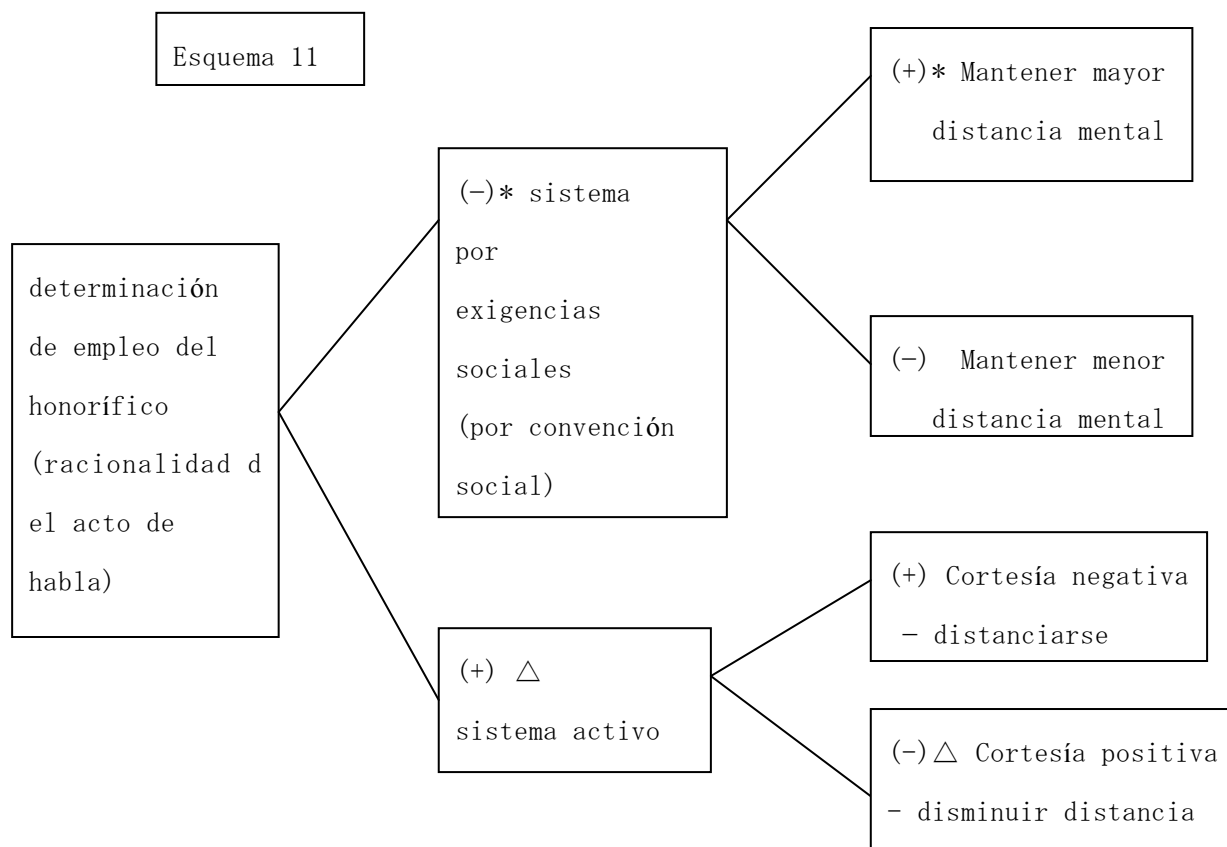 Esquema 11
determinación
de empleo del
honorífico
(racionalidad d
el acto de
habla)
(−)* sistema
por
exigencias
sociales
(por convención
social)
(+) △
sistema activo
(+)* Mantener mayor
distancia mental
(−) Mantener menor
distancia mental
(+) Cortesía negativa
− distanciarse
(−)△ Cortesía positiva
− disminuir distancia